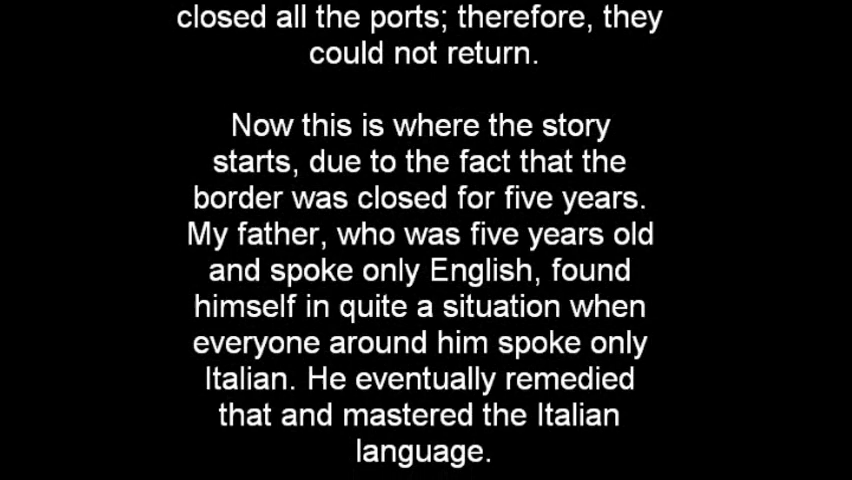 closed all the ports; therefore, they
could not return.
Now this is where the story
starts, due to the fact that the
border was closed for five years.
My father, who was five years old
and spoke only English, found
himself in quite a situation when
everyone around him spoke only
Italian. He eventually remedied
that and mastered the Italian
language.